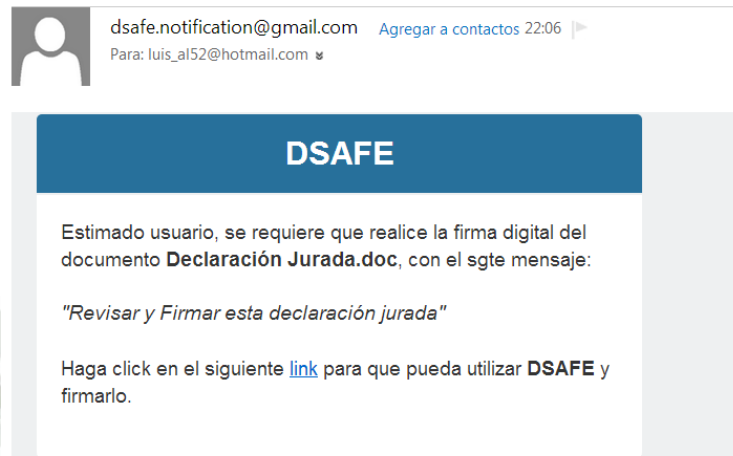 dsafe.notification@gmail.com Agregar a contactos 22:06
Para: luis_al52@hotmail.com
DSAFE
Estimado usuario, se requiere que realice la firma digital del
documento Declaración Jurada.doc, con el sgte mensaje:
"Revisar y Firmar esta declaración jurada"
Haga click en el siguiente link para que pueda utilizar DSAFE y
firmarlo.